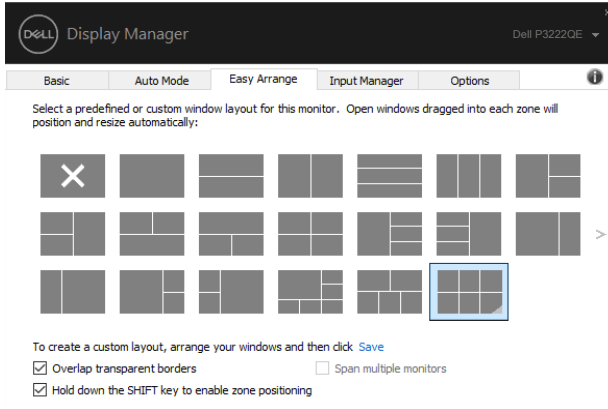 DELL Display Manager
Dell P3222QE
Basic Auto Mode Easy Arrange Input Manager Options
Select a predefined or custom window layout for this monitor. Open windows dragged into each zone will
position and resize automatically:
To create a custom layout, arrange your windows and then click Save
Overlap transparent borders
Span multiple monitors
Hold down the SHIFT key to enable zone positioning